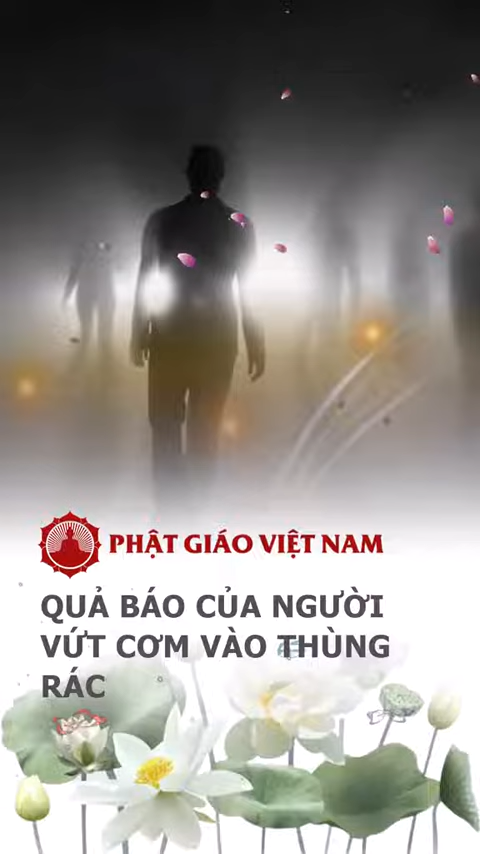 PHẬT GIÁO VIỆT NAM
QUẢ BÁO CỦA NGƯỜI
VỨT CƠM VÀO THÙNG
RÁC